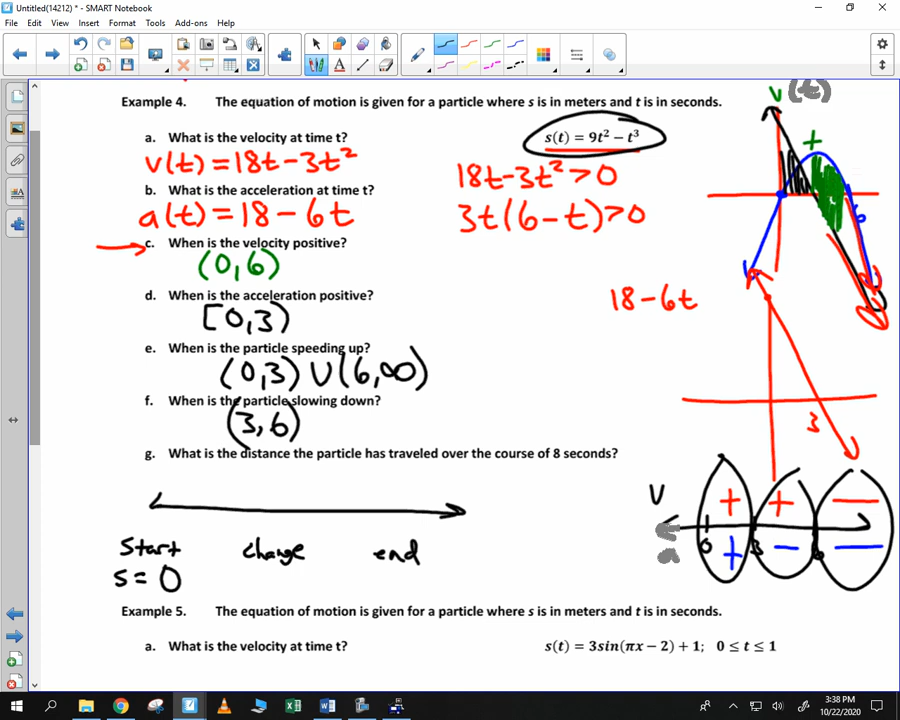 Untitled(14212) * - SMART Notebook
File Edit View Insert Format Tools Add-ons Help
Example 4. The equation of motion is given for a particle where s is in meters and t is in seconds.
v (t)
a. What is the velocity at time t? s(t) = 9t² − t³
+
v(t) = 18t - 3t² 18t - 3t² > 0
b. What is the acceleration at time t?
a(t) = 18 - 6t 3t(6 - t) > 0
6
c. When is the velocity positive?
(0, 6)
d. When is the acceleration positive?
[0, 3) 18 - 6t
e. When is the particle speeding up?
(0, 3) U (6, ∞)
f. When is the particle slowing down?
(3, 6) 3
g. What is the distance the particle has traveled over the course of 8 seconds?
V + + −
0 3 6
a + − −
Start change end
s = 0
Example 5. The equation of motion is given for a particle where s is in meters and t is in seconds.
a. What is the velocity at time t? s(t) = 3sin(πx − 2) + 1; 0 ≤ t ≤ 1
3:38 PM
10/22/2020